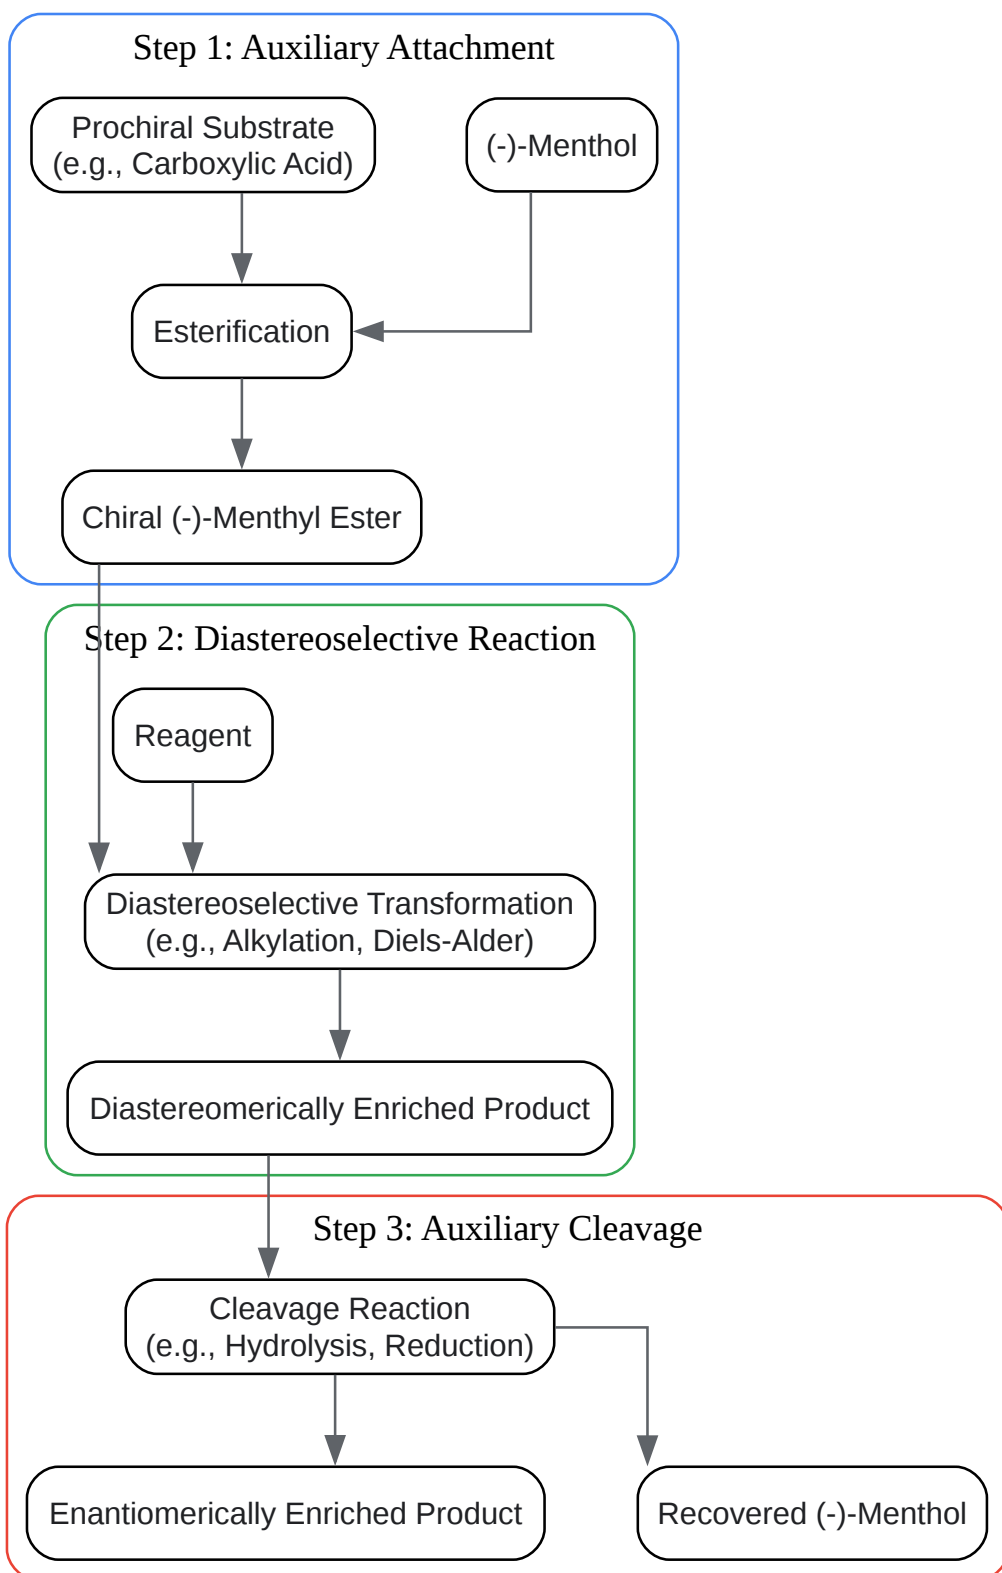 Step 1: Auxiliary Attachment
Prochiral Substrate
(e.g., Carboxylic Acid)
(-)-Menthol
Esterification
Chiral (-)-Menthyl Ester
Step 2: Diastereoselective Reaction
Reagent
Diastereoselective Transformation
(e.g., Alkylation, Diels-Alder)
Diastereomerically Enriched Product
Step 3: Auxiliary Cleavage
Cleavage Reaction
(e.g., Hydrolysis, Reduction)
Enantiomerically Enriched Product
Recovered (-)-Menthol